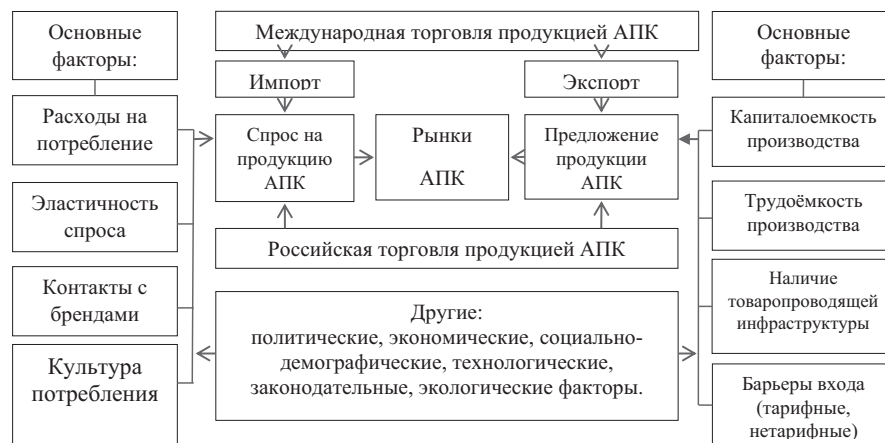 Основные
факторы:
Расходы на
потребление
Эластичность
спроса
Контакты с
брендами
Культура
потребления
Международная торговля продукцией АПК
Импорт
Экспорт
Спрос на
продукцию
АПК
Рынки
АПК
Предложение
продукции
АПК
Российская торговля продукцией АПК
Другие:
политические, экономические, социально-
демографические, технологические,
законодательные, экологические факторы.
Основные
факторы:
Капиталоемкость
производства
Трудоёмкость
производства
Наличие
товаропроводящей
инфраструктуры
Барьеры входа
(тарифные,
нетарифные)